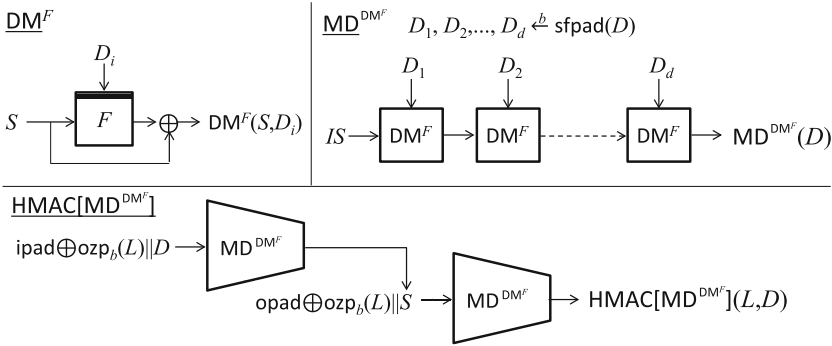 DM^F
D_i
S
F
DM^F(S,D_i)
MD^{DM^F} D_1, D_2,..., D_d ←^b sfpad(D)
D_1 D_2 D_d
IS DM^F DM^F DM^F MD^{DM^F}(D)
HMAC[MD^{DM^F}]
ipad⊕ozp_b(L)||D MD^{DM^F}
opad⊕ozp_b(L)||S MD^{DM^F} HMAC[MD^{DM^F}](L,D)